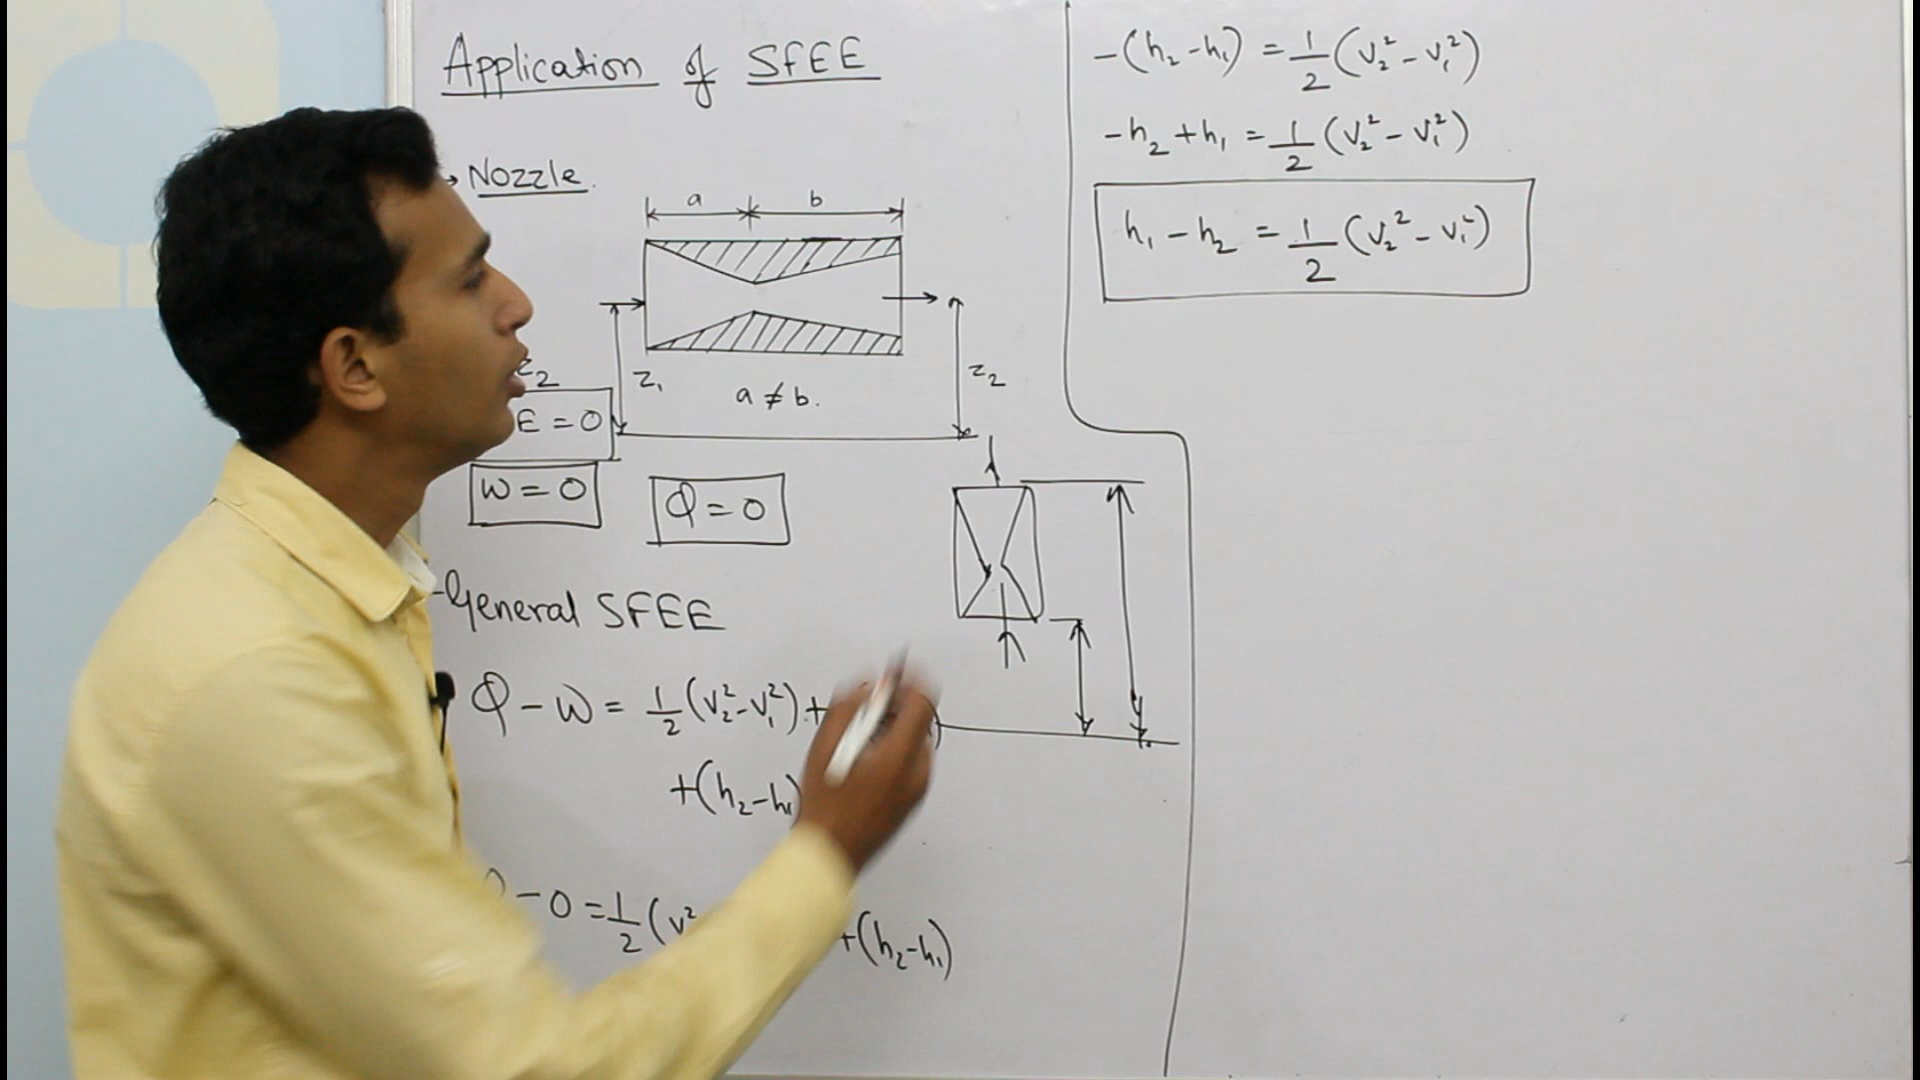 Application of SFEE
Nozzle.
a b
z₁
z₂
z₂
a ≠ b.
E = 0
W = 0
Q = 0
General SFEE
Q - W = 1/2 (V₂² - V₁²) +
+ (h₂ - h₁)
- 0 = 1/2 (V² + (h₂ - h₁)
- (h₂ - h₁) = 1/2 (V₂² - V₁²)
- h₂ + h₁ = 1/2 (V₂² - V₁²)
h₁ - h₂ = 1/2 (V₂² - V₁²)